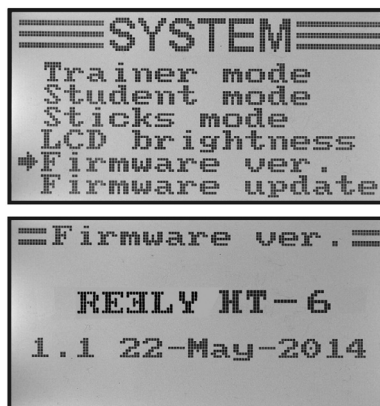 SYSTEM
Trainer mode
Student mode
Sticks mode
LCD brightness
Firmware ver.
Firmware update
Firmware ver.
REELY HT-6
1.1 22-May-2014